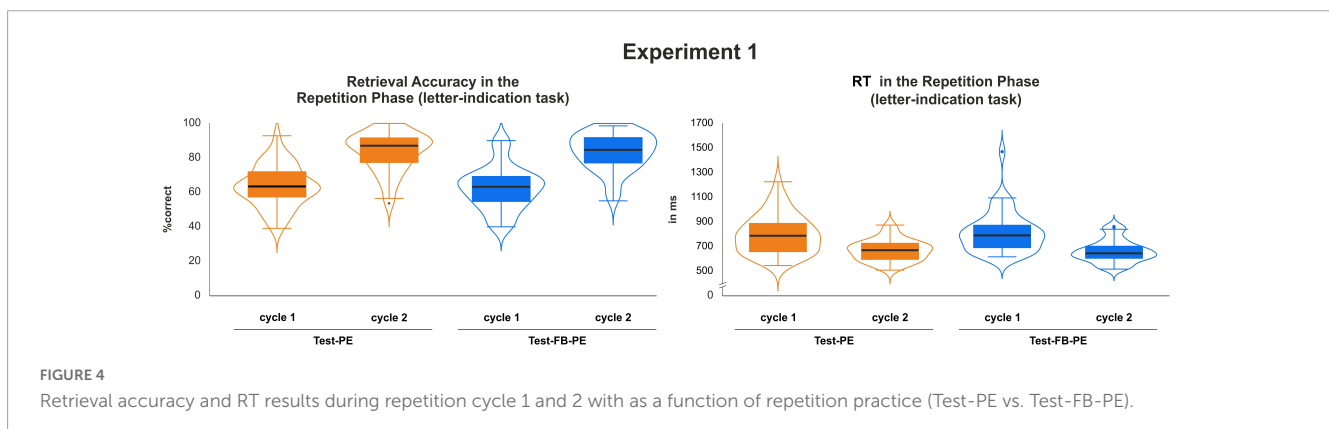 Experiment 1
Retrieval Accuracy in the
Repetition Phase (letter-indication task)
100
80
60
40
20
0
%correct
cycle 1
cycle 2
cycle 1
cycle 2
Test-PE
Test-FB-PE
RT in the Repetition Phase
(letter-indication task)
1700
1500
1300
1100
900
700
500
0
in ms
cycle 1
cycle 2
cycle 1
cycle 2
Test-PE
Test-FB-PE
FIGURE 4
Retrieval accuracy and RT results during repetition cycle 1 and 2 with as a function of repetition practice (Test-PE vs. Test-FB-PE).